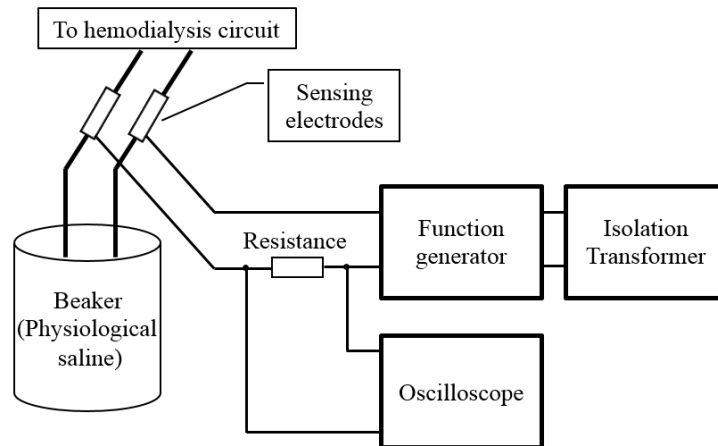 To hemodialysis circuit
Sensing
electrodes
Resistance
Function
generator
Isolation
Transformer
Beaker
(Physiological
saline)
Oscilloscope